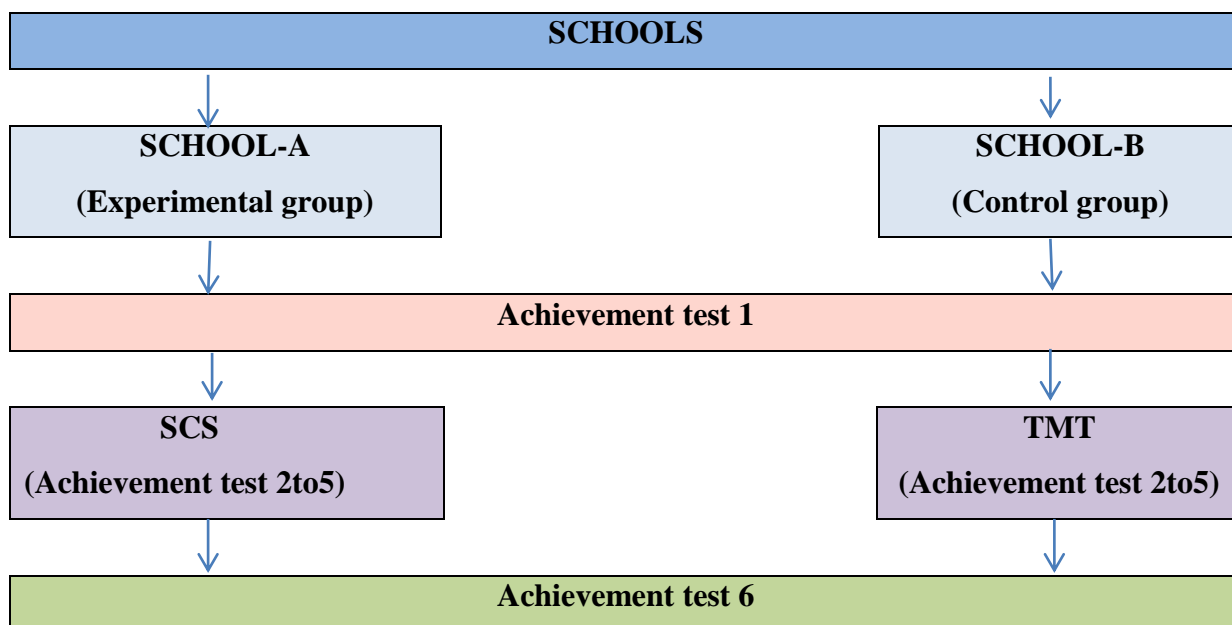 SCHOOLS
SCHOOL-A
(Experimental group)
SCHOOL-B
(Control group)
Achievement test 1
SCS
(Achievement test 2to5)
TMT
(Achievement test 2to5)
Achievement test 6